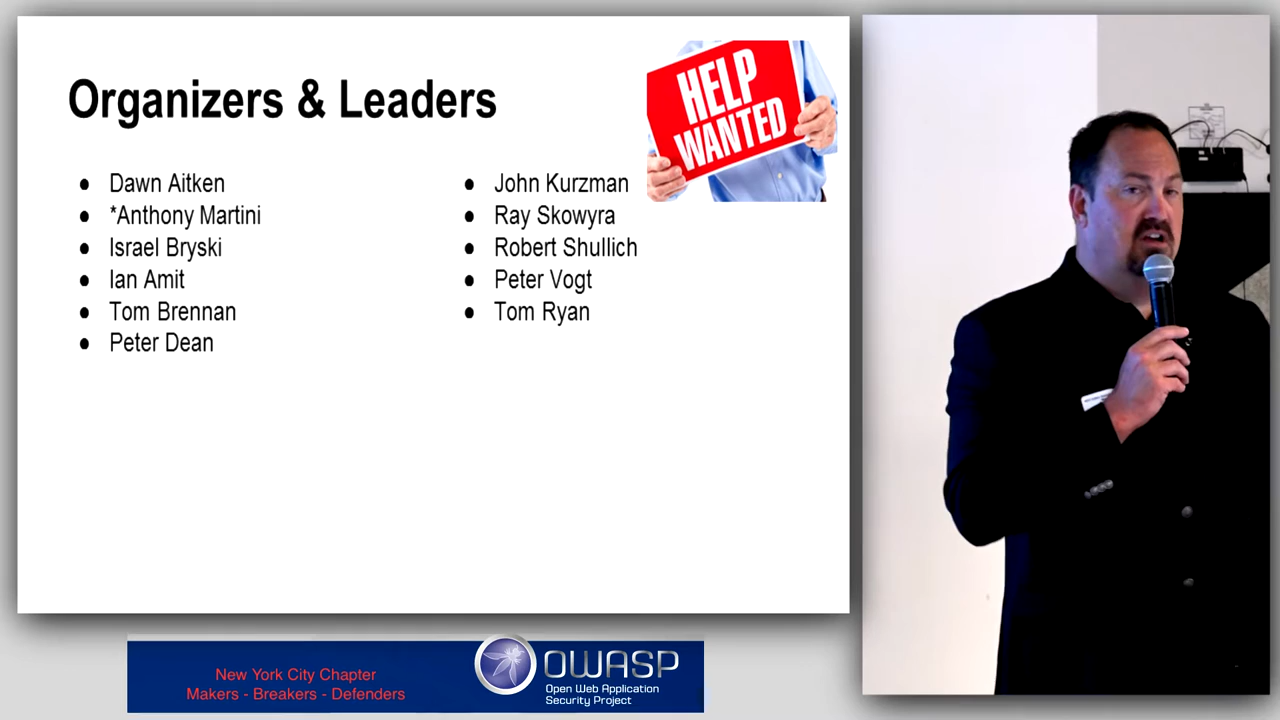 Organizers & Leaders
HELP
WANTED
Dawn Aitken
*Anthony Martini
Israel Bryski
Ian Amit
Tom Brennan
Peter Dean
John Kurzman
Ray Skowyra
Robert Shullich
Peter Vogt
Tom Ryan
New York City Chapter
Makers - Breakers - Defenders
OWASP
Open Web Application
Security Project